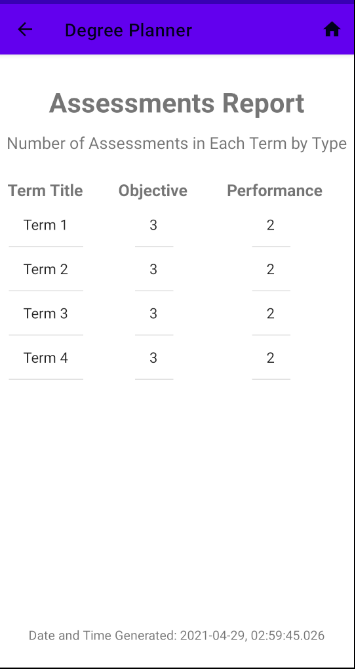 Degree Planner
Assessments Report
Number of Assessments in Each Term by Type
Term Title Objective Performance
Term 1 3 2
Term 2 3 2
Term 3 3 2
Term 4 3 2
Date and Time Generated: 2021-04-29, 02:59:45.026